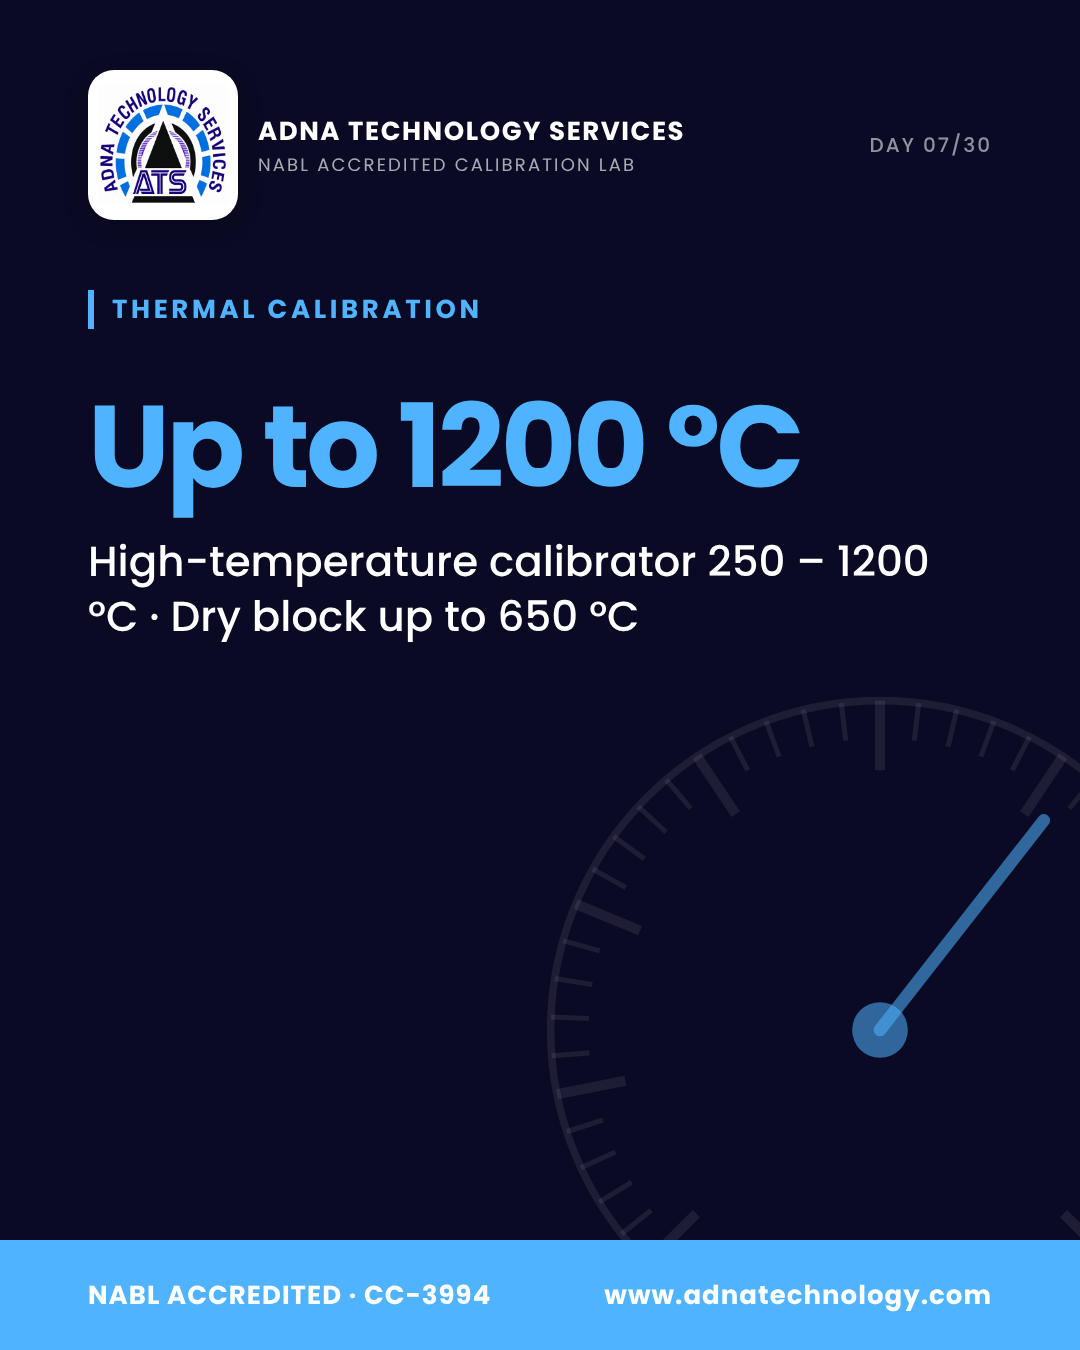 ADNA TECHNOLOGY SERVICES
ATS
ADNA TECHNOLOGY SERVICES
NABL ACCREDITED CALIBRATION LAB
DAY 07/30
THERMAL CALIBRATION
Up to 1200 °C
High-temperature calibrator 250 – 1200
°C · Dry block up to 650 °C
NABL ACCREDITED · CC-3994
www.adnatechnology.com